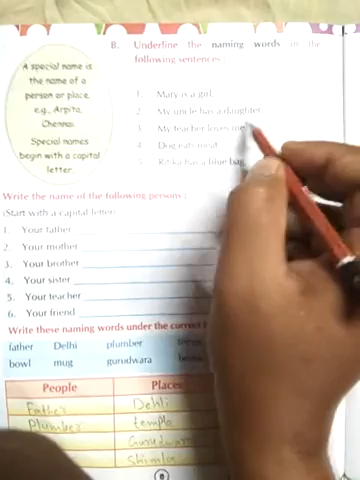 B. Underline the naming words in the
following sentences:
A special name is
the name of a
person or place.
e.g., Arpita,
Chennai.
Special names
begin with a capital
letter.
1. Mary is a girl.
2. My uncle has a daughter.
3. My teacher loves me
4. Dog eats meat
5. Ritika has a blue bag
Write the name of the following persons:
(Start with a capital letter
1. Your father
2. Your mother
3. Your brother
4. Your sister
5. Your teacher
6. Your friend
Write these naming words under the correct
father Delhi plumber
bowl mug gurudwara
People Places
Father Dehli
Plumber temple
Gurudwara
Shimla